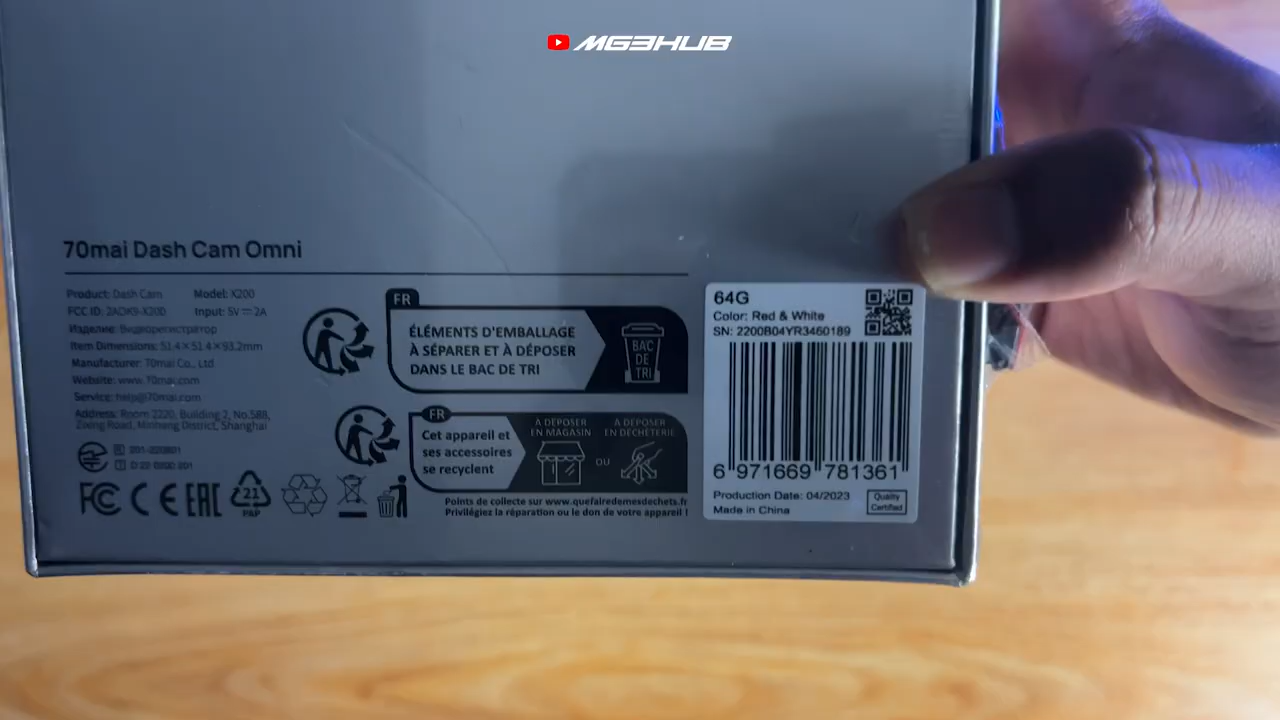 MG3HUB
70mai Dash Cam Omni
Product: Dash Cam Model: X200
FCC ID: 2AOK9-X200 Input: 5V ⎓ 2A
Изделие: Видеорегистратор
Item Dimensions: 51.4×51.4×93.2mm
Manufacturer: 70mai Co., Ltd.
Website: www.70mai.com
Service: help@70mai.com
Address: Room 2220, Building 2, No.588,
Zixing Road, Minhang District, Shanghai
FC CE EAC
21
PAP
FR
ÉLÉMENTS D'EMBALLAGE
À SÉPARER ET À DÉPOSER
DANS LE BAC DE TRI
BAC
DE
TRI
FR
Cet appareil et
ses accessoires
se recyclent
À DÉPOSER
EN MAGASIN
OU
À DÉPOSER
EN DÉCHÈTERIE
Points de collecte sur www.quefairedemesdechets.fr
Privilégiez la réparation ou le don de votre appareil !
64G
Color: Red & White
SN: 2200B04YR3460189
6 971669 781361
Production Date: 04/2023
Made in China
Quality
Certified